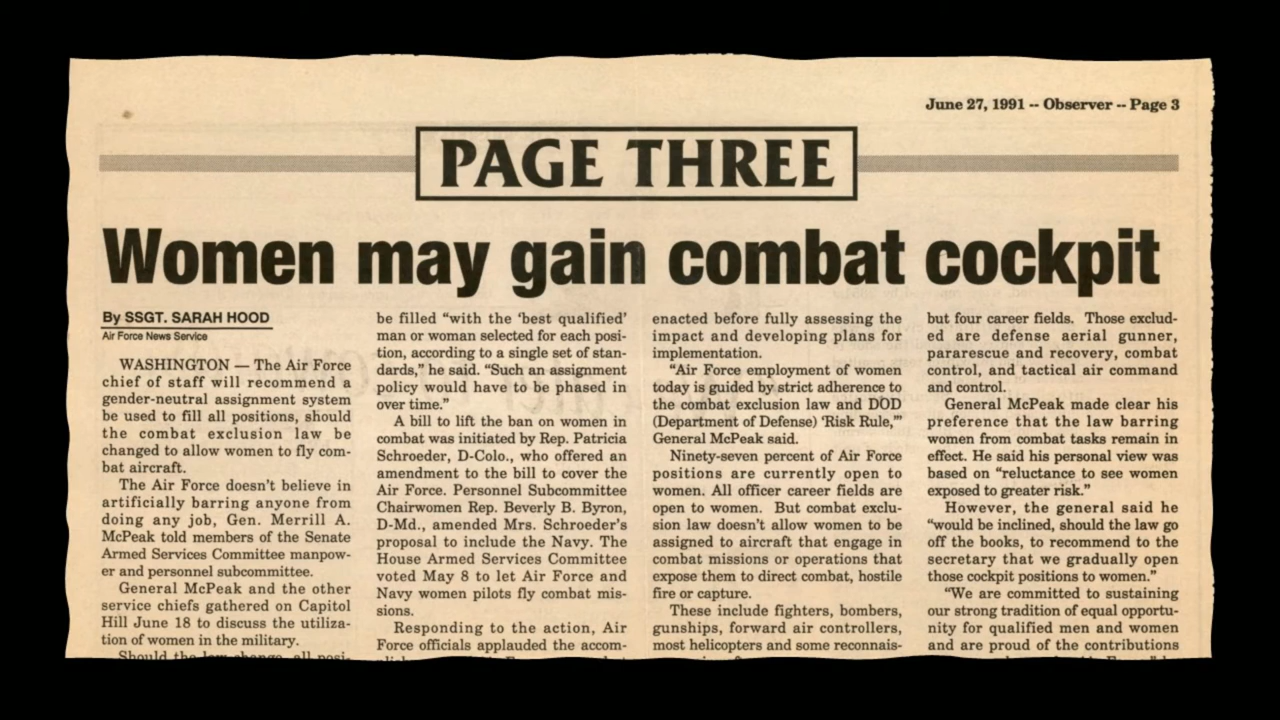 June 27, 1991 -- Observer -- Page 3
PAGE THREE
Women may gain combat cockpit
By SSGT. SARAH HOOD
Air Force News Service
WASHINGTON — The Air Force
chief of staff will recommend a
gender-neutral assignment system
be used to fill all positions, should
the combat exclusion law be
changed to allow women to fly com-
bat aircraft.
The Air Force doesn't believe in
artificially barring anyone from
doing any job, Gen. Merrill A.
McPeak told members of the Senate
Armed Services Committee manpow-
er and personnel subcommittee.
General McPeak and the other
service chiefs gathered on Capitol
Hill June 18 to discuss the utiliza-
tion of women in the military.
Should the law change, all posi-
be filled "with the 'best qualified'
man or woman selected for each posi-
tion, according to a single set of stan-
dards," he said. "Such an assignment
policy would have to be phased in
over time."
A bill to lift the ban on women in
combat was initiated by Rep. Patricia
Schroeder, D-Colo., who offered an
amendment to the bill to cover the
Air Force. Personnel Subcommittee
Chairwomen Rep. Beverly B. Byron,
D-Md., amended Mrs. Schroeder's
proposal to include the Navy. The
House Armed Services Committee
voted May 8 to let Air Force and
Navy women pilots fly combat mis-
sions.
Responding to the action, Air
Force officials applauded the accom-
enacted before fully assessing the
impact and developing plans for
implementation.
"Air Force employment of women
today is guided by strict adherence to
the combat exclusion law and DOD
(Department of Defense) 'Risk Rule,'"
General McPeak said.
Ninety-seven percent of Air Force
positions are currently open to
women. All officer career fields are
open to women. But combat exclu-
sion law doesn't allow women to be
assigned to aircraft that engage in
combat missions or operations that
expose them to direct combat, hostile
fire or capture.
These include fighters, bombers,
gunships, forward air controllers,
most helicopters and some reconnais-
but four career fields. Those exclud-
ed are defense aerial gunner,
pararescue and recovery, combat
control, and tactical air command
and control.
General McPeak made clear his
preference that the law barring
women from combat tasks remain in
effect. He said his personal view was
based on "reluctance to see women
exposed to greater risk."
However, the general said he
"would be inclined, should the law go
off the books, to recommend to the
secretary that we gradually open
those cockpit positions to women."
"We are committed to sustaining
our strong tradition of equal opportu-
nity for qualified men and women
and are proud of the contributions